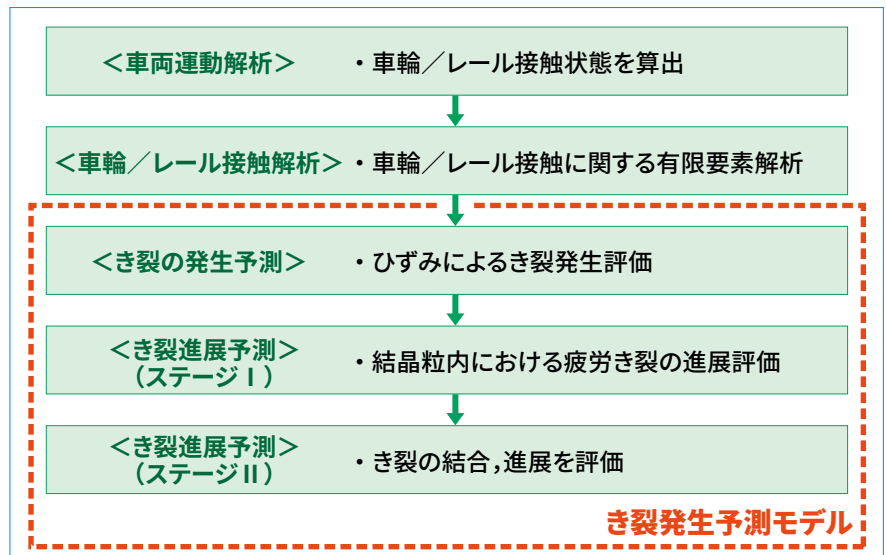 ＜車両運動解析＞ ・車輪／レール接触状態を算出
＜車輪／レール接触解析＞・車輪／レール接触に関する有限要素解析
＜き裂の発生予測＞ ・ひずみによるき裂発生評価
＜き裂進展予測＞
（ステージⅠ） ・結晶粒内における疲労き裂の進展評価
＜き裂進展予測＞
（ステージⅡ） ・き裂の結合，進展を評価
き裂発生予測モデル